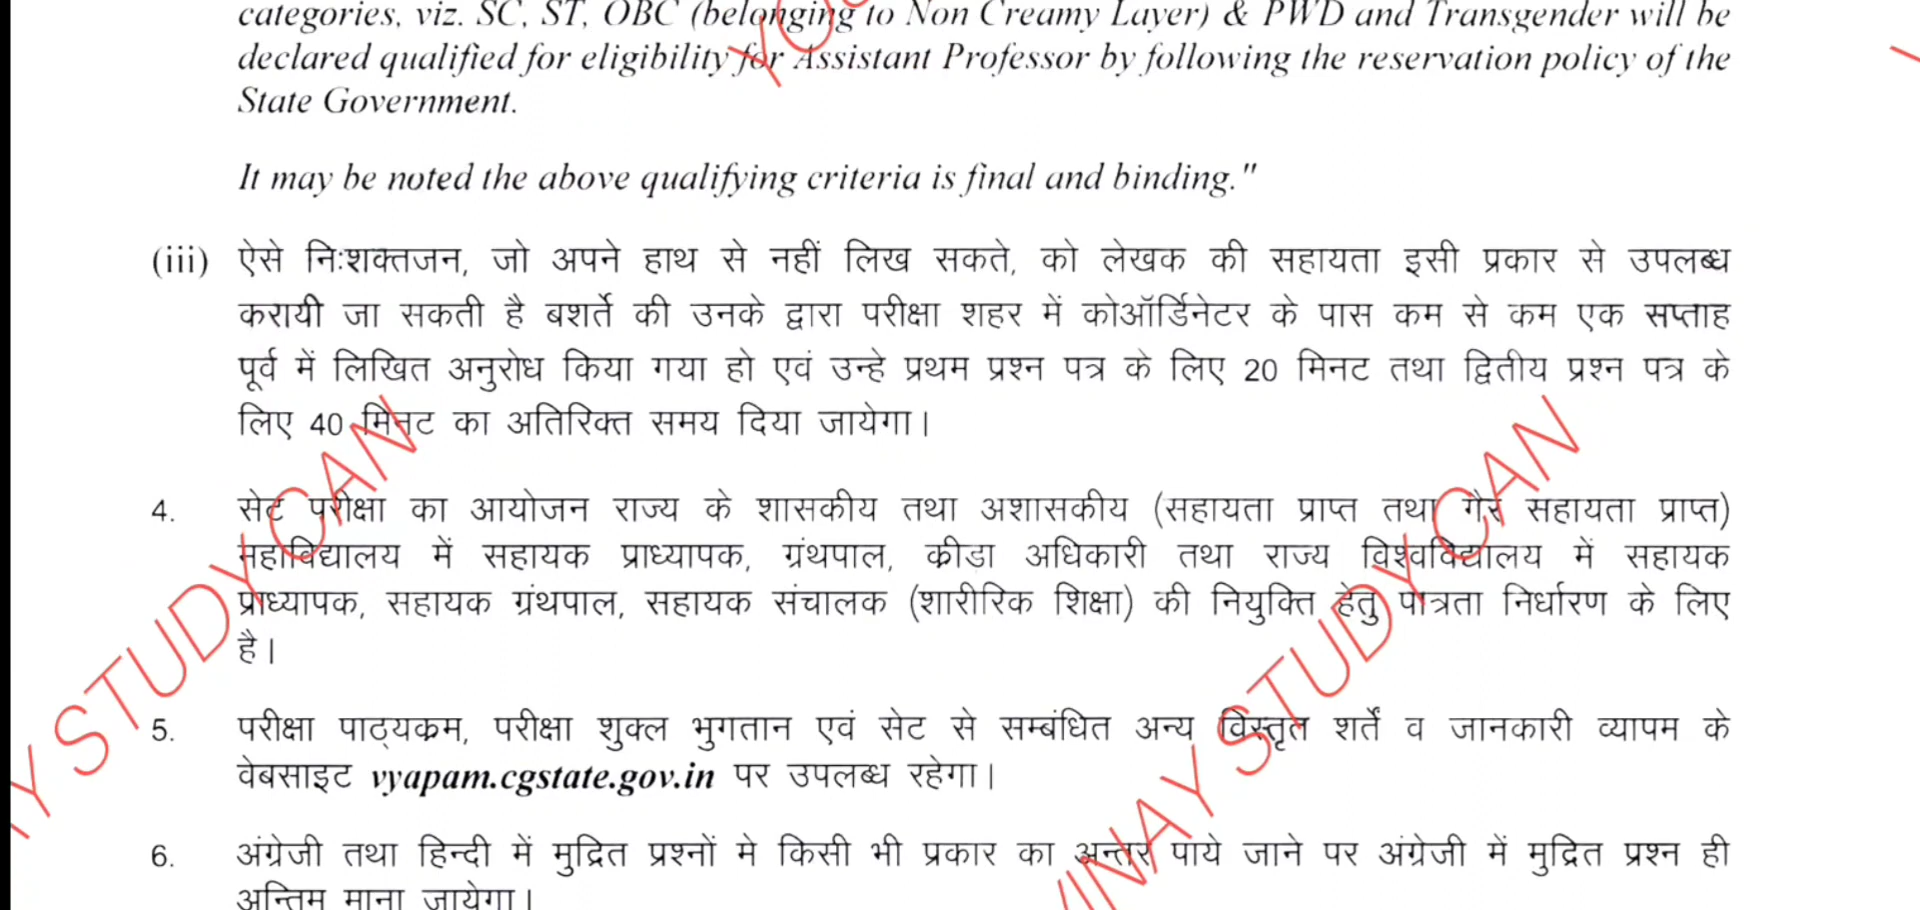 categories, viz. SC, ST, OBC (belonging to Non Creamy Layer) & PWD and Transgender will be
declared qualified for eligibility for Assistant Professor by following the reservation policy of the
State Government.
It may be noted the above qualifying criteria is final and binding."
(iii) ऐसे निःशक्तजन, जो अपने हाथ से नहीं लिख सकते, को लेखक की सहायता इसी प्रकार से उपलब्ध
करायी जा सकती है बशर्ते की उनके द्वारा परीक्षा शहर में कोऑर्डिनेटर के पास कम से कम एक सप्ताह
पूर्व में लिखित अनुरोध किया गया हो एवं उन्हे प्रथम प्रश्न पत्र के लिए 20 मिनट तथा द्वितीय प्रश्न पत्र के
लिए 40 मिनट का अतिरिक्त समय दिया जायेगा।
4. सेट परीक्षा का आयोजन राज्य के शासकीय तथा अशासकीय (सहायता प्राप्त तथा गैर सहायता प्राप्त)
महाविद्यालय में सहायक प्राध्यापक, ग्रंथपाल, क्रीडा अधिकारी तथा राज्य विश्वविद्यालय में सहायक
प्राध्यापक, सहायक ग्रंथपाल, सहायक संचालक (शारीरिक शिक्षा) की नियुक्ति हेतु पात्रता निर्धारण के लिए
है।
5. परीक्षा पाठ्यक्रम, परीक्षा शुक्ल भुगतान एवं सेट से सम्बंधित अन्य विस्तृत शर्तें व जानकारी व्यापम के
वेबसाइट vyapam.cgstate.gov.in पर उपलब्ध रहेगा।
6. अंग्रेजी तथा हिन्दी में मुद्रित प्रश्नों मे किसी भी प्रकार का अन्तर पाये जाने पर अंग्रेजी में मुद्रित प्रश्न ही
अन्तिम माना जायेगा।
STUDY CAN
VINAY STUDY CAN